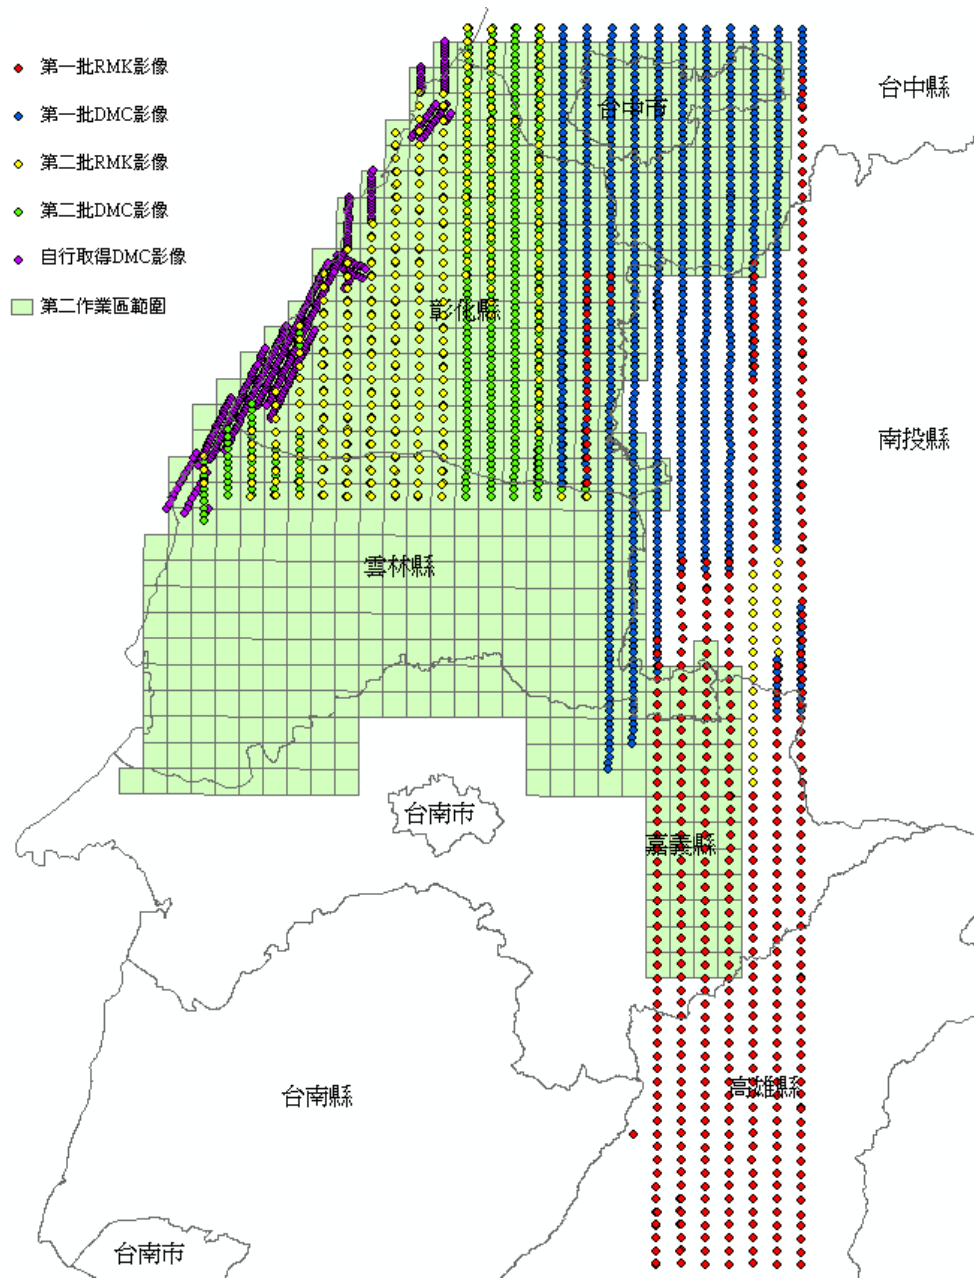 第一批RMK影像
第一批DMC影像
第二批RMK影像
第二批DMC影像
自行取得DMC影像
第二作業區範圍
台中縣
台中市
彰化縣
南投縣
雲林縣
台南市
嘉義縣
高雄縣
台南縣
台南市